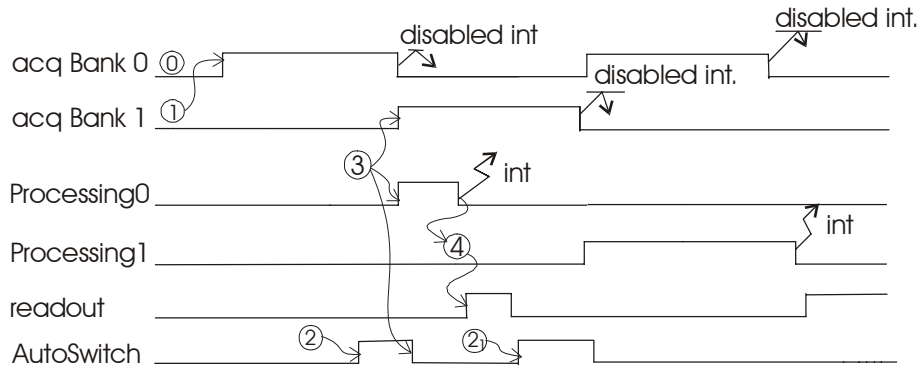 disabled int.
disabled int
acq Bank 0 ⓪
disabled int.
①
acq Bank 1
③
int
Processing0
int
④
Processing1
readout
② 2₁
AutoSwitch
.....